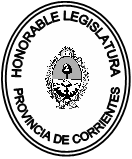 HONORABLE LEGISLATURA
PROVINCIA DE CORRIENTES